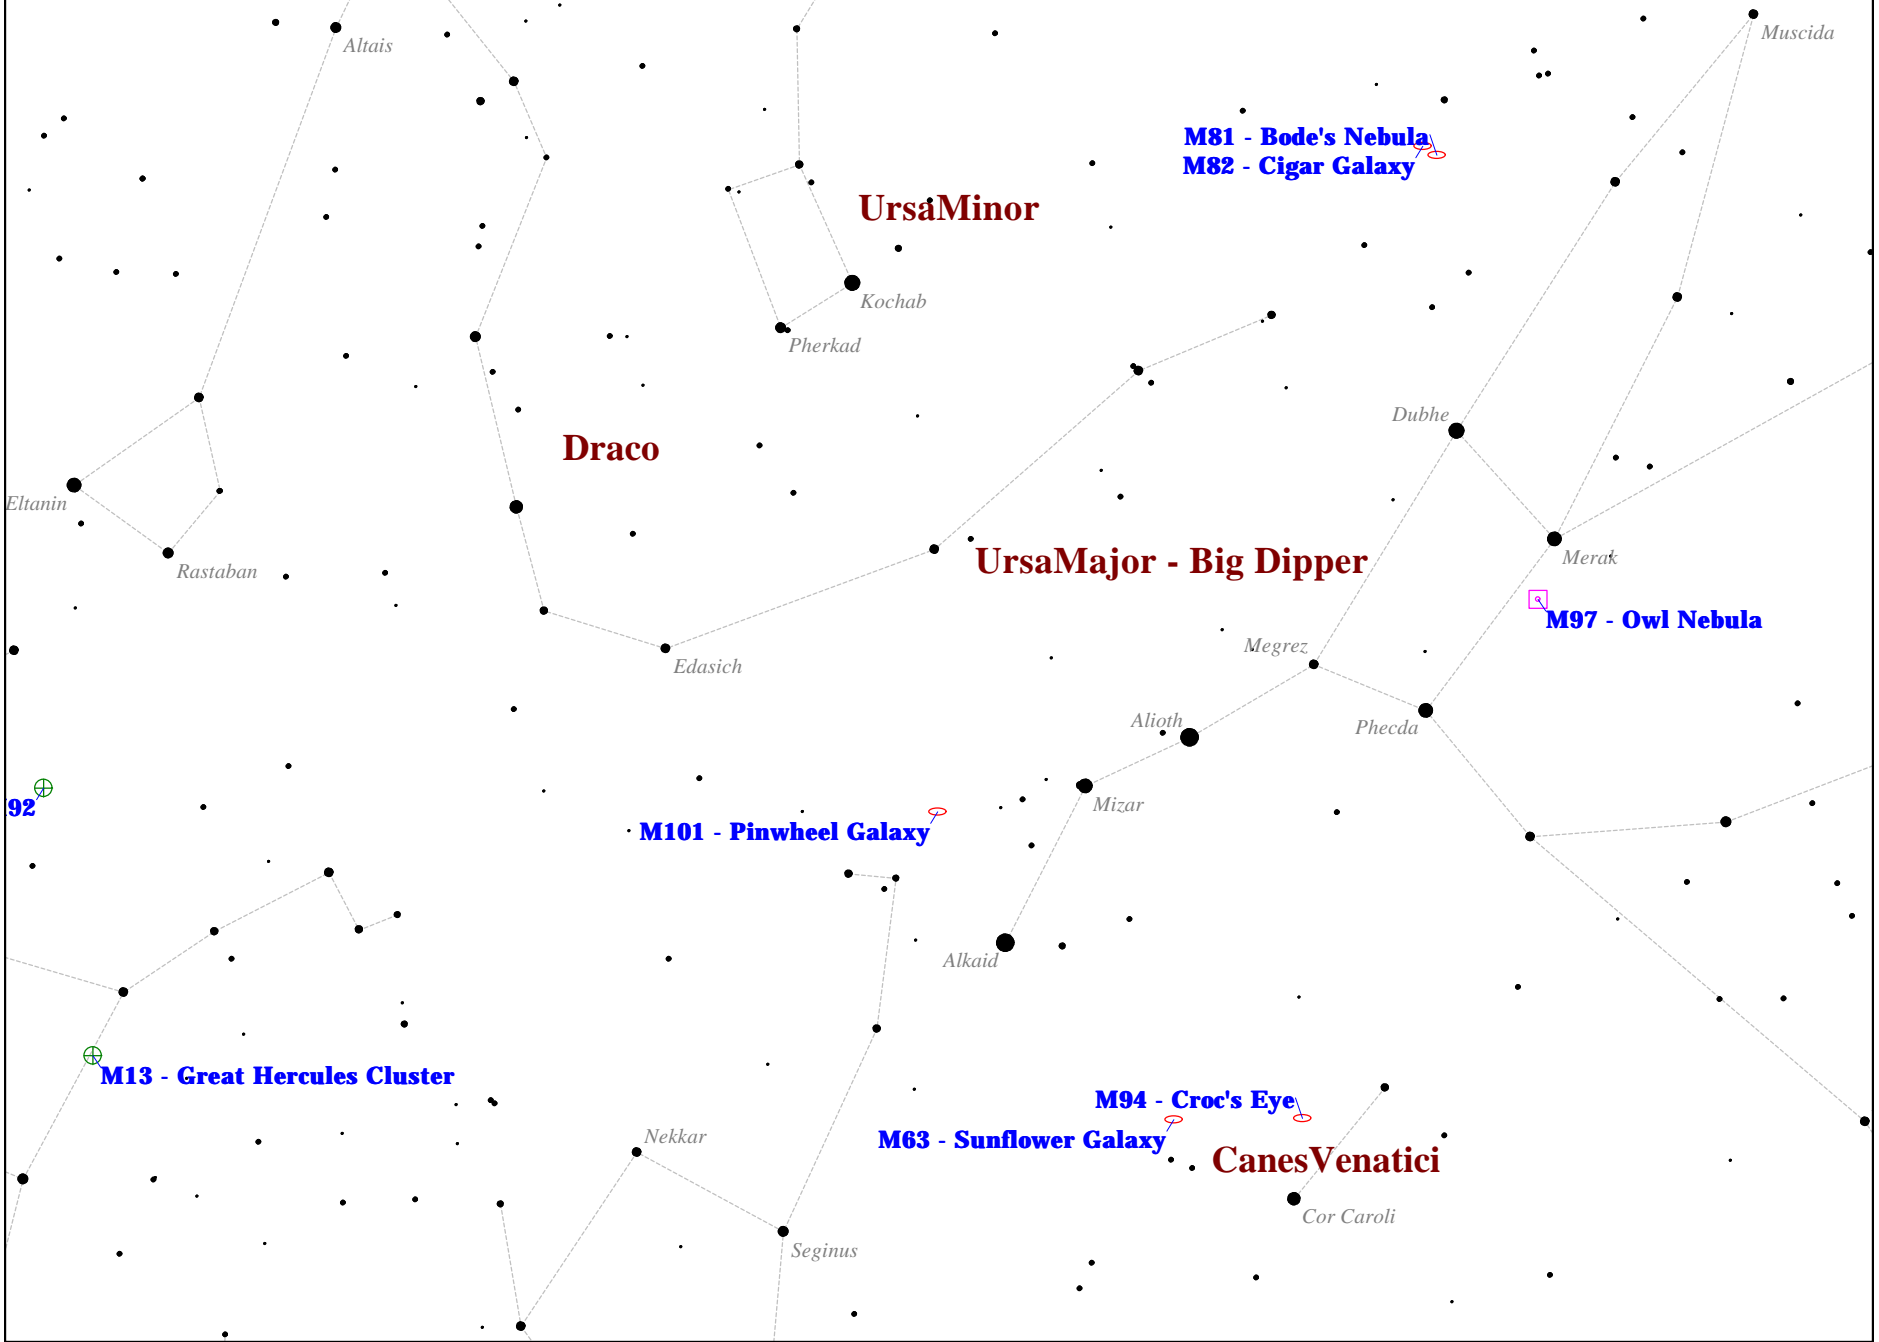 Altais
Muscida
M81 - Bode's Nebula
M82 - Cigar Galaxy
UrsaMinor
Kochab
Pherkad
Dubhe
Draco
Eltanin
Rastaban
UrsaMajor - Big Dipper
Merak
M97 - Owl Nebula
Megrez
Edasich
Alioth
Phecda
92
Mizar
M101 - Pinwheel Galaxy
Alkaid
M13 - Great Hercules Cluster
M94 - Croc's Eye
Nekkar
M63 - Sunflower Galaxy
CanesVenatici
Cor Caroli
Seginus